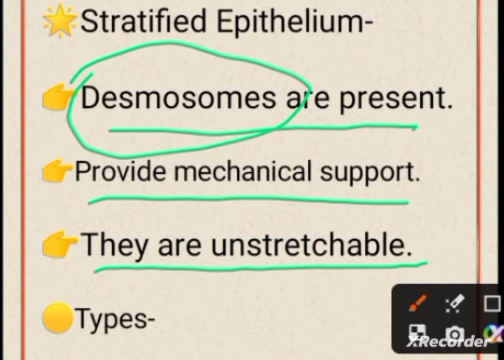 🌟Stratified Epithelium-
👉Desmosomes are present.
👉Provide mechanical support.
👉They are unstretchable.
🟡Types-
XRecorder